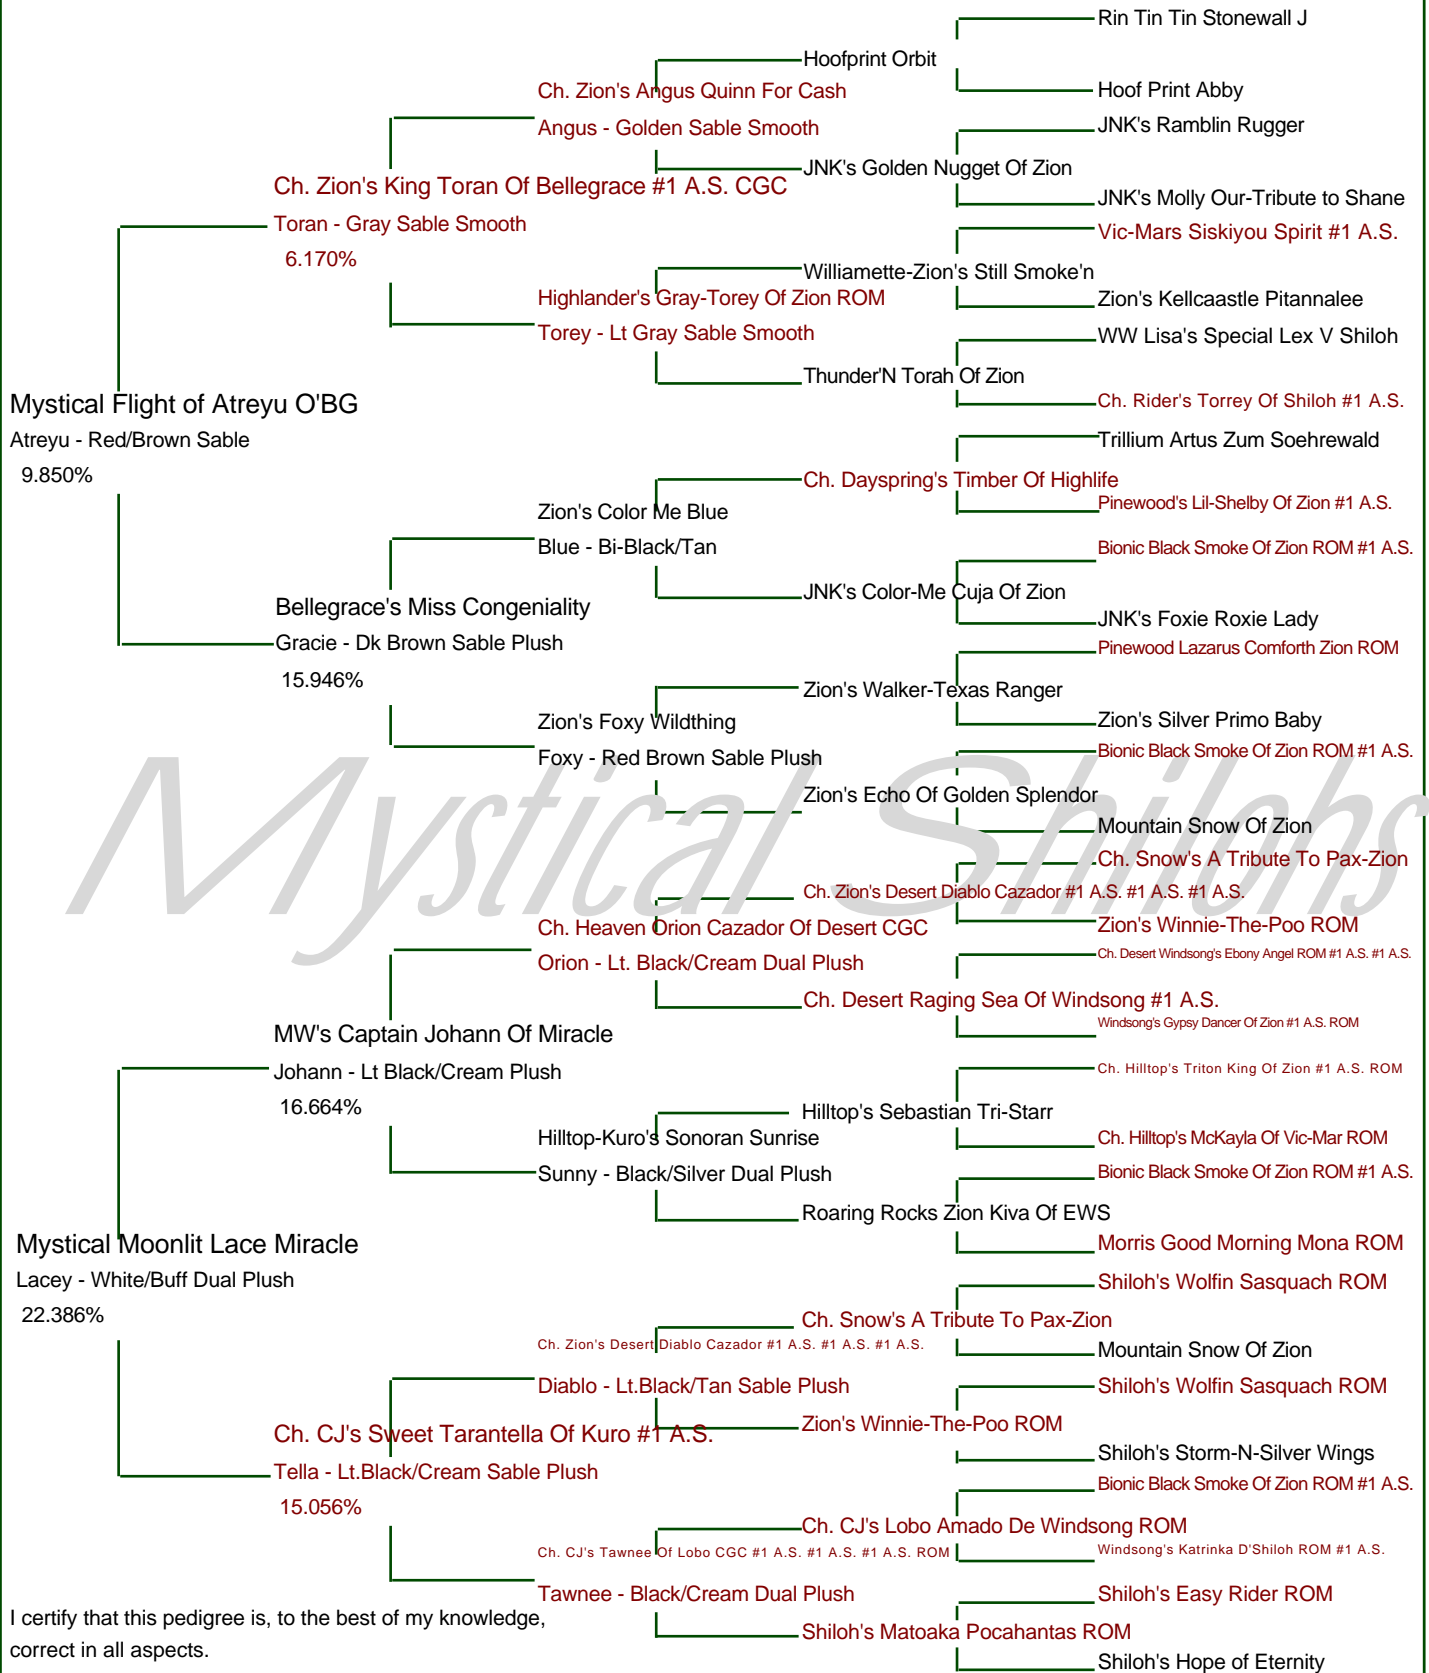 Rin Tin Tin Stonewall J
Hoofprint Orbit
Ch. Zion's Angus Quinn For Cash
Hoof Print Abby
Angus - Golden Sable Smooth
JNK's Ramblin Rugger
JNK's Golden Nugget Of Zion
Ch. Zion's King Toran Of Bellegrace #1 A.S. CGC
JNK's Molly Our-Tribute to Shane
Toran - Gray Sable Smooth
Vic-Mars Siskiyou Spirit #1 A.S.
6.170%
Williamette-Zion's Still Smoke'n
Highlander's Gray-Torey Of Zion ROM
Zion's Kellcaastle Pitannalee
Torey - Lt Gray Sable Smooth
WW Lisa's Special Lex V Shiloh
Thunder'N Torah Of Zion
Mystical Flight of Atreyu O'BG
Ch. Rider's Torrey Of Shiloh #1 A.S.
Atreyu - Red/Brown Sable
Trillium Artus Zum Soehrewald
9.850%
Ch. Dayspring's Timber Of Highlife
Zion's Color Me Blue
Pinewood's Lil-Shelby Of Zion #1 A.S.
Blue - Bi-Black/Tan
Bionic Black Smoke Of Zion ROM #1 A.S.
JNK's Color-Me Cuja Of Zion
Bellegrace's Miss Congeniality
JNK's Foxie Roxie Lady
Gracie - Dk Brown Sable Plush
Pinewood Lazarus Comforth Zion ROM
15.946%
Zion's Walker-Texas Ranger
Zion's Foxy Wildthing
Zion's Silver Primo Baby
Foxy - Red Brown Sable Plush
Bionic Black Smoke Of Zion ROM #1 A.S.
Zion's Echo Of Golden Splendor
Mountain Snow Of Zion
Mystical Shilohs
Ch. Snow's A Tribute To Pax-Zion
Ch. Zion's Desert Diablo Cazador #1 A.S. #1 A.S. #1 A.S.
Ch. Heaven Orion Cazador Of Desert CGC
Zion's Winnie-The-Poo ROM
Orion - Lt. Black/Cream Dual Plush
Ch. Desert Windsong's Ebony Angel ROM #1 A.S. #1 A.S.
Ch. Desert Raging Sea Of Windsong #1 A.S.
Windsong's Gypsy Dancer Of Zion #1 A.S. ROM
MW's Captain Johann Of Miracle
Johann - Lt Black/Cream Plush
Ch. Hilltop's Triton King Of Zion #1 A.S. ROM
16.664%
Hilltop's Sebastian Tri-Starr
Hilltop-Kuro's Sonoran Sunrise
Ch. Hilltop's McKayla Of Vic-Mar ROM
Sunny - Black/Silver Dual Plush
Bionic Black Smoke Of Zion ROM #1 A.S.
Roaring Rocks Zion Kiva Of EWS
Mystical Moonlit Lace Miracle
Morris Good Morning Mona ROM
Lacey - White/Buff Dual Plush
Shiloh's Wolfin Sasquach ROM
22.386%
Ch. Snow's A Tribute To Pax-Zion
Ch. Zion's Desert Diablo Cazador #1 A.S. #1 A.S. #1 A.S.
Mountain Snow Of Zion
Diablo - Lt.Black/Tan Sable Plush
Shiloh's Wolfin Sasquach ROM
Zion's Winnie-The-Poo ROM
Ch. CJ's Sweet Tarantella Of Kuro #1 A.S.
Shiloh's Storm-N-Silver Wings
Tella - Lt.Black/Cream Sable Plush
Bionic Black Smoke Of Zion ROM #1 A.S.
15.056%
Ch. CJ's Lobo Amado De Windsong ROM
Ch. CJ's Tawnee Of Lobo CGC #1 A.S. #1 A.S. #1 A.S. ROM
Windsong's Katrinka D'Shiloh ROM #1 A.S.
Tawnee - Black/Cream Dual Plush
Shiloh's Easy Rider ROM
Shiloh's Matoaka Pocahantas ROM
Shiloh's Hope of Eternity
I certify that this pedigree is, to the best of my knowledge,
correct in all aspects.